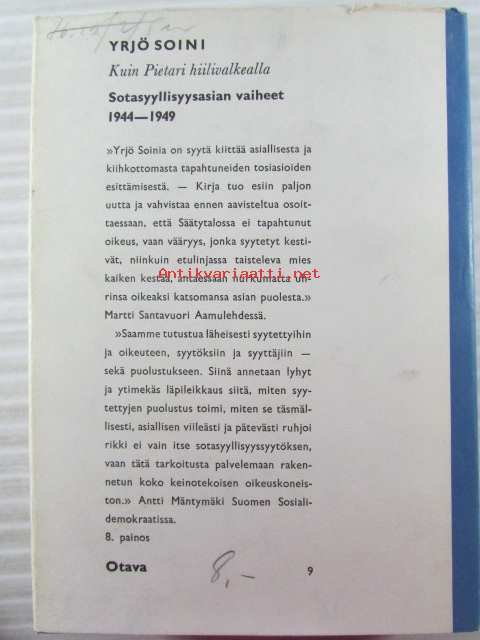 YRJÖ SOINI
Kuin Pietari hiilivalkealla
Sotasyyllisyysasian vaiheet
1944—1949
»Yrjö Soinia on syytä kiittää asiallisesta ja
kiihkottomasta tapahtuneiden tosiasioiden
esittämisestä. — Kirja tuo esiin paljon
uutta ja vahvistaa ennen aavisteltua osoit-
taessaan, että Säätytalossa ei tapahtunut
oikeus, vaan vääryys, jonka syytetyt kesti-
vät, niinkuin etulinjassa taisteleva mies
kaiken kestää, antaessaan nurkumatta uh-
Antikvariaatti.net
rinsa oikeaksi katsomansa asian puolesta.»
Martti Santavuori Aamulehdessä.
»Saamme tutustua läheisesti syytettyihin
ja oikeuteen, syytöksiin ja syyttäjiin —
sekä puolustukseen. Siinä annetaan lyhyt
ja ytimekäs läpileikkaus siitä, miten syy-
tettyjen puolustus toimi, miten se täsmäl-
lisesti, asiallisen viileästi ja pätevästi ruhjoi
rikki ei vain itse sotasyyllisyyssyytöksen,
vaan tätä tarkoitusta palvelemaan raken-
netun koko keinotekoisen oikeuskoneis-
ton.» Antti Mäntymäki Suomen Sosiali-
demokraatissa.
8. painos
Otava
8,–
9